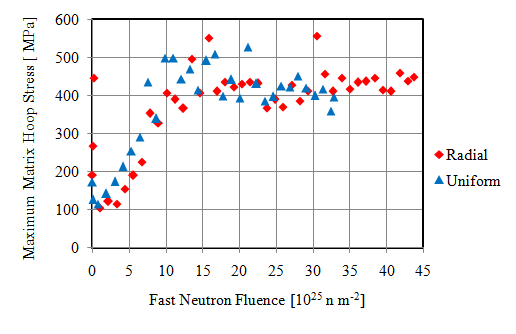 600
500
400
300
200
100
0
Maximum Matrix Hoop Stress [ MPa]
0 5 10 15 20 25 30 35 40 45
Fast Neutron Fluence [10²⁵ n m⁻²]
Radial
Uniform